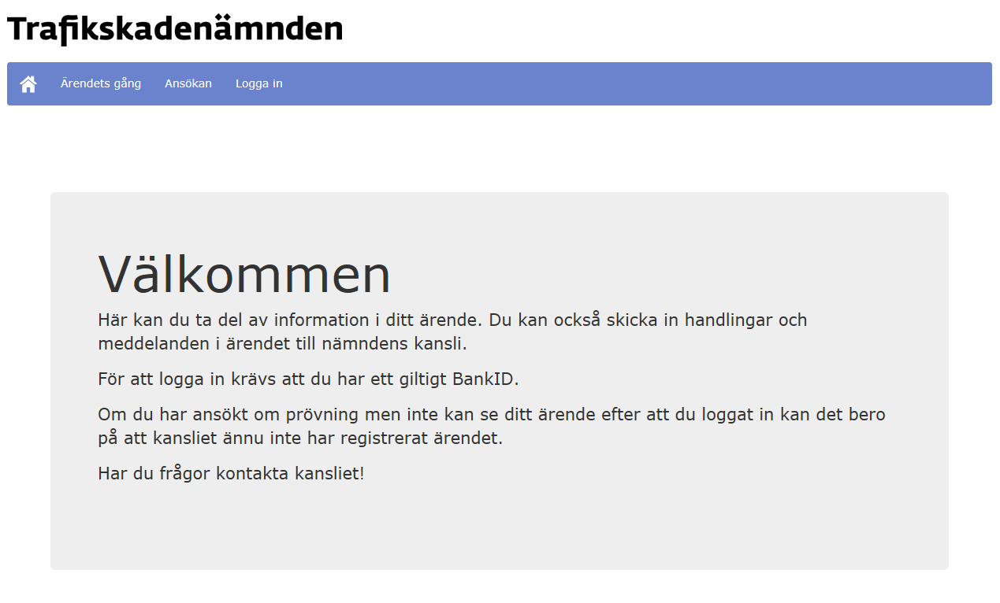 Trafikskadenämnden
Ärendets gång Ansökan Logga in
Välkommen
Här kan du ta del av information i ditt ärende. Du kan också skicka in handlingar och
meddelanden i ärendet till nämndens kansli.
För att logga in krävs att du har ett giltigt BankID.
Om du har ansökt om prövning men inte kan se ditt ärende efter att du loggat in kan det bero
på att kansliet ännu inte har registrerat ärendet.
Har du frågor kontakta kansliet!